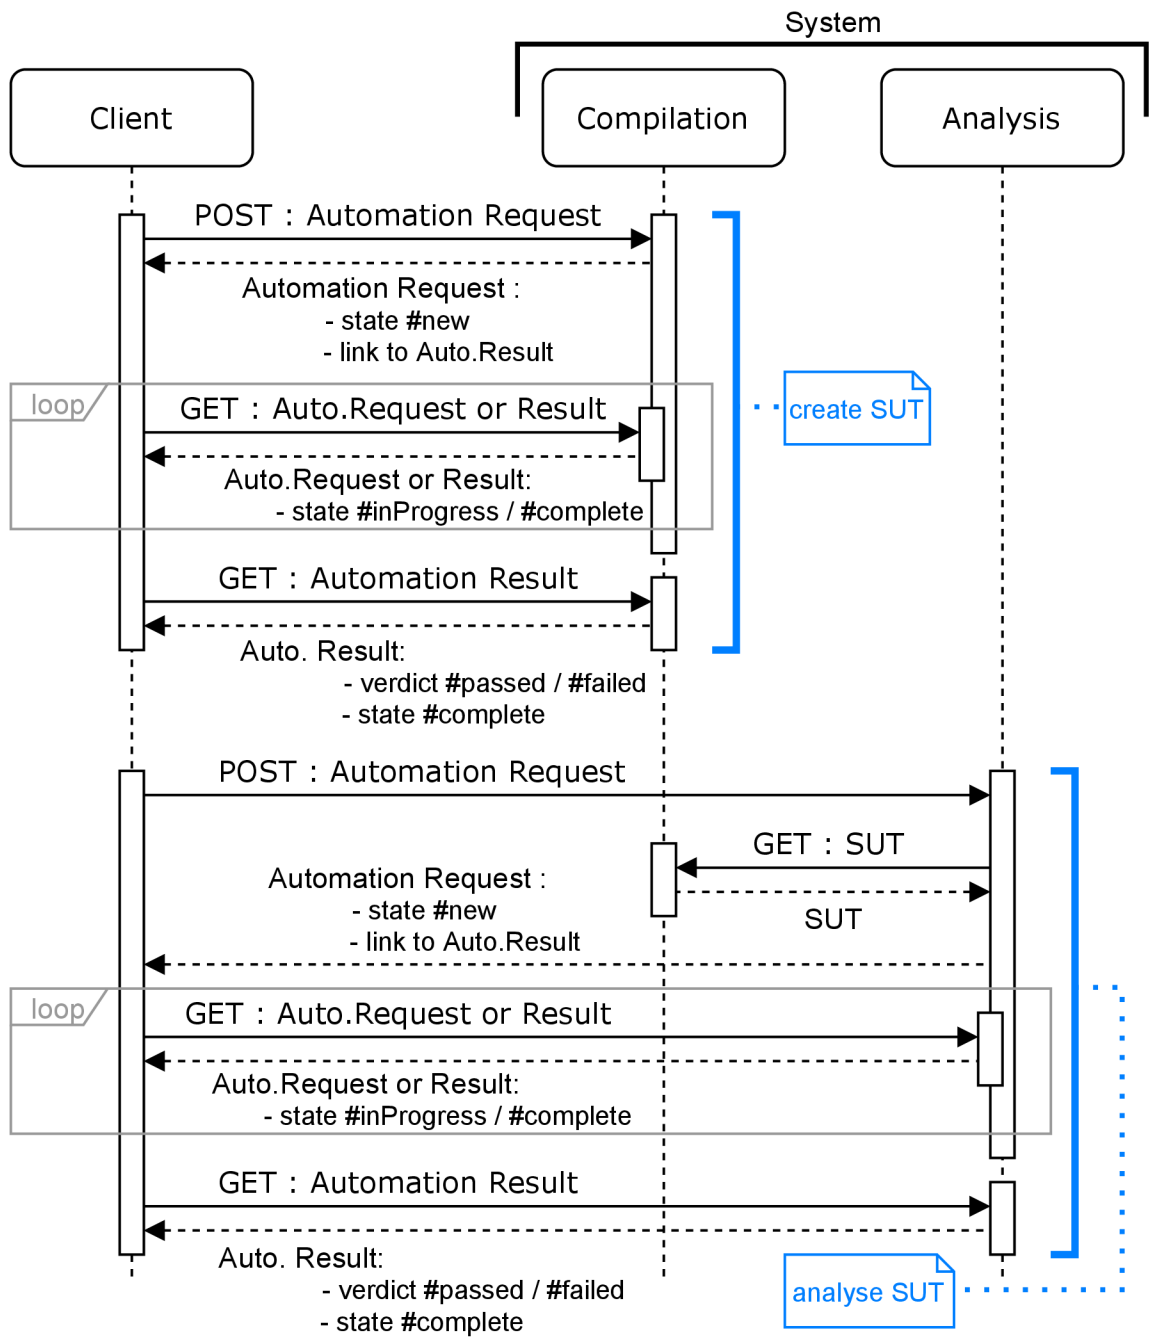 System
Client
Compilation
Analysis
POST : Automation Request
Automation Request :
- state #new
- link to Auto.Result
loop
GET : Auto.Request or Result
create SUT
Auto.Request or Result:
- state #inProgress / #complete
GET : Automation Result
Auto. Result:
- verdict #passed / #failed
- state #complete
POST : Automation Request
GET : SUT
Automation Request :
- state #new
SUT
- link to Auto.Result
loop
GET : Auto.Request or Result
Auto.Request or Result:
- state #inProgress / #complete
GET : Automation Result
Auto. Result:
- verdict #passed / #failed
analyse SUT
- state #complete